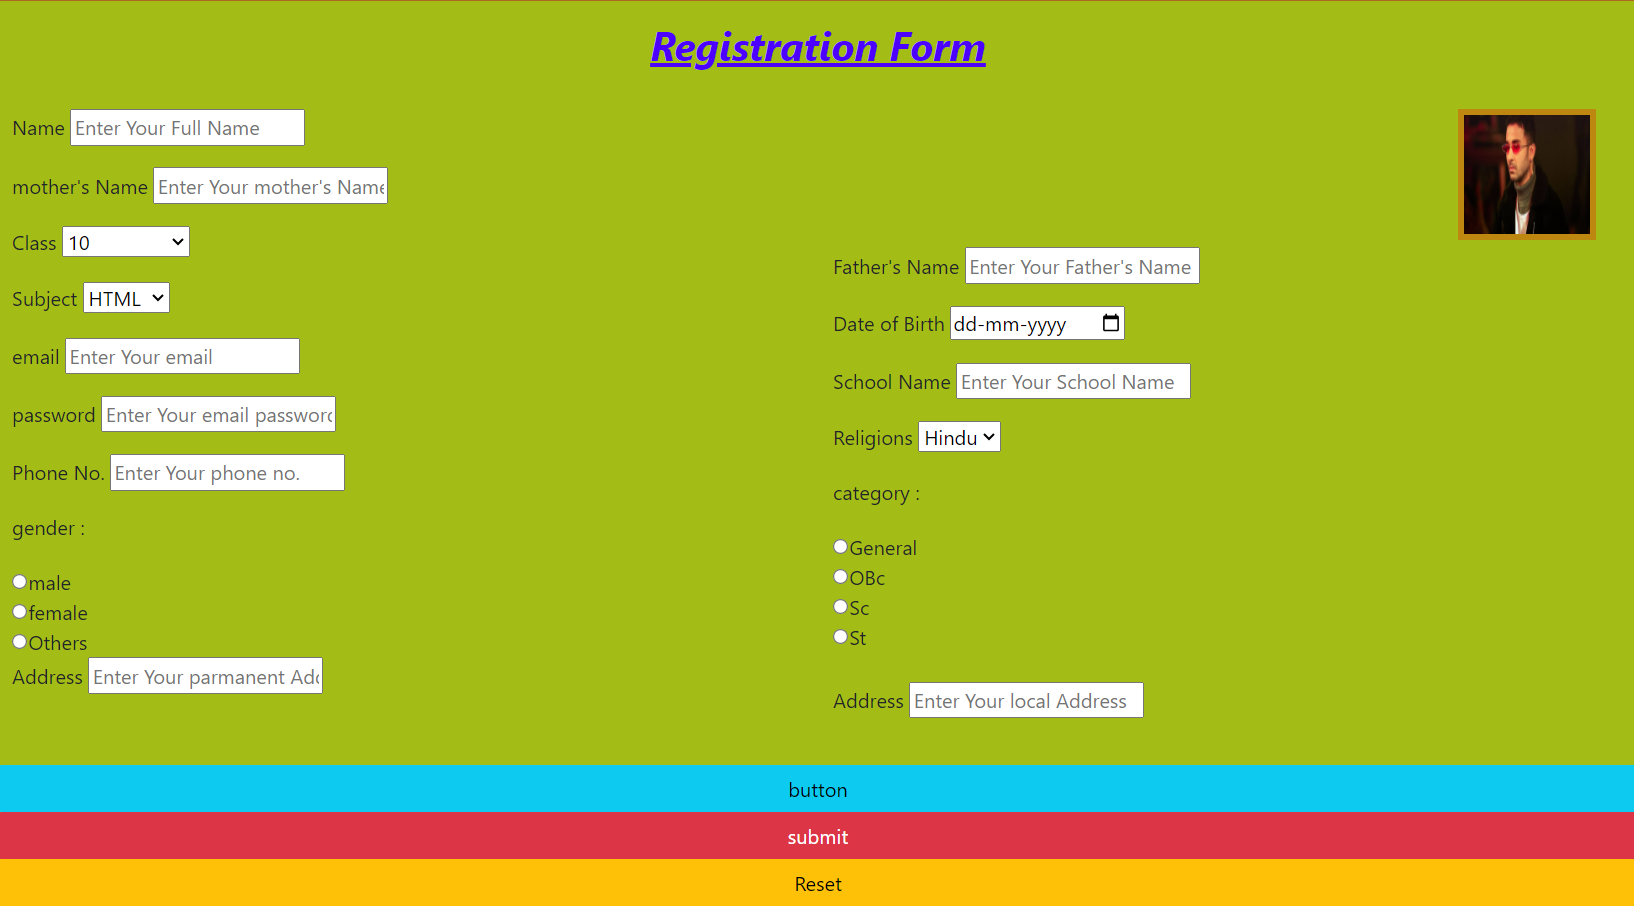 Registration Form
Name Enter Your Full Name
mother's Name Enter Your mother's Name
Class 10
Subject HTML
email Enter Your email
password Enter Your email password
Phone No. Enter Your phone no.
gender :
male
female
Others
Address Enter Your parmanent Add
Father's Name Enter Your Father's Name
Date of Birth dd-mm-yyyy
School Name Enter Your School Name
Religions Hindu
category :
General
OBc
Sc
St
Address Enter Your local Address
button
submit
Reset